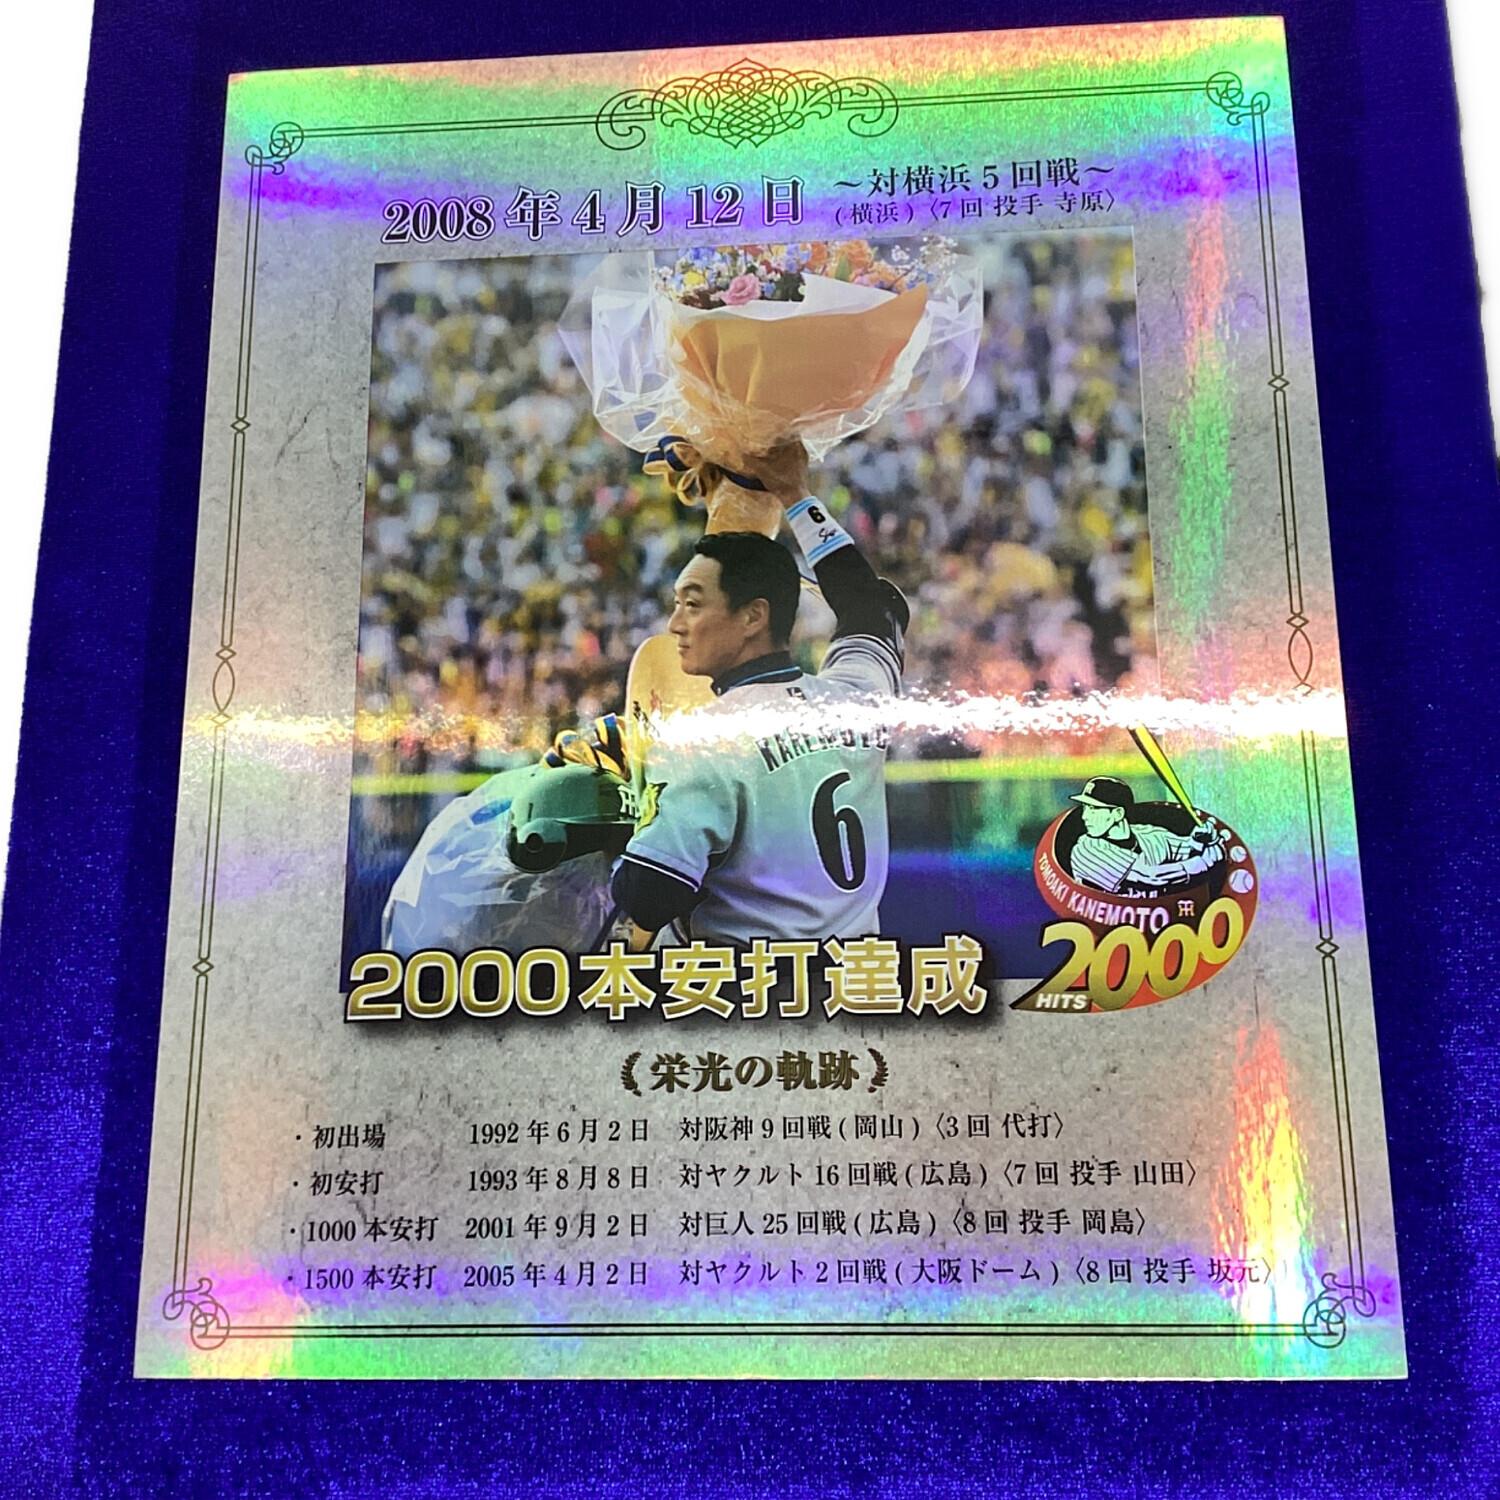 2008年4月12日
～対横浜5回戦～
(横浜)〈7回 投手 寺原〉
6
KANEMOTO
6
TOMOAKI KANEMOTO
2000
HITS
2000本安打達成
栄光の軌跡
・初出場 1992年6月2日 対阪神9回戦(岡山)〈3回 代打〉
・初安打 1993年8月8日 対ヤクルト16回戦(広島)〈7回 投手 山田〉
・1000本安打 2001年9月2日 対巨人25回戦(広島)〈8回 投手 岡島〉
・1500本安打 2005年4月2日 対ヤクルト2回戦(大阪ドーム)〈8回 投手 坂元〉